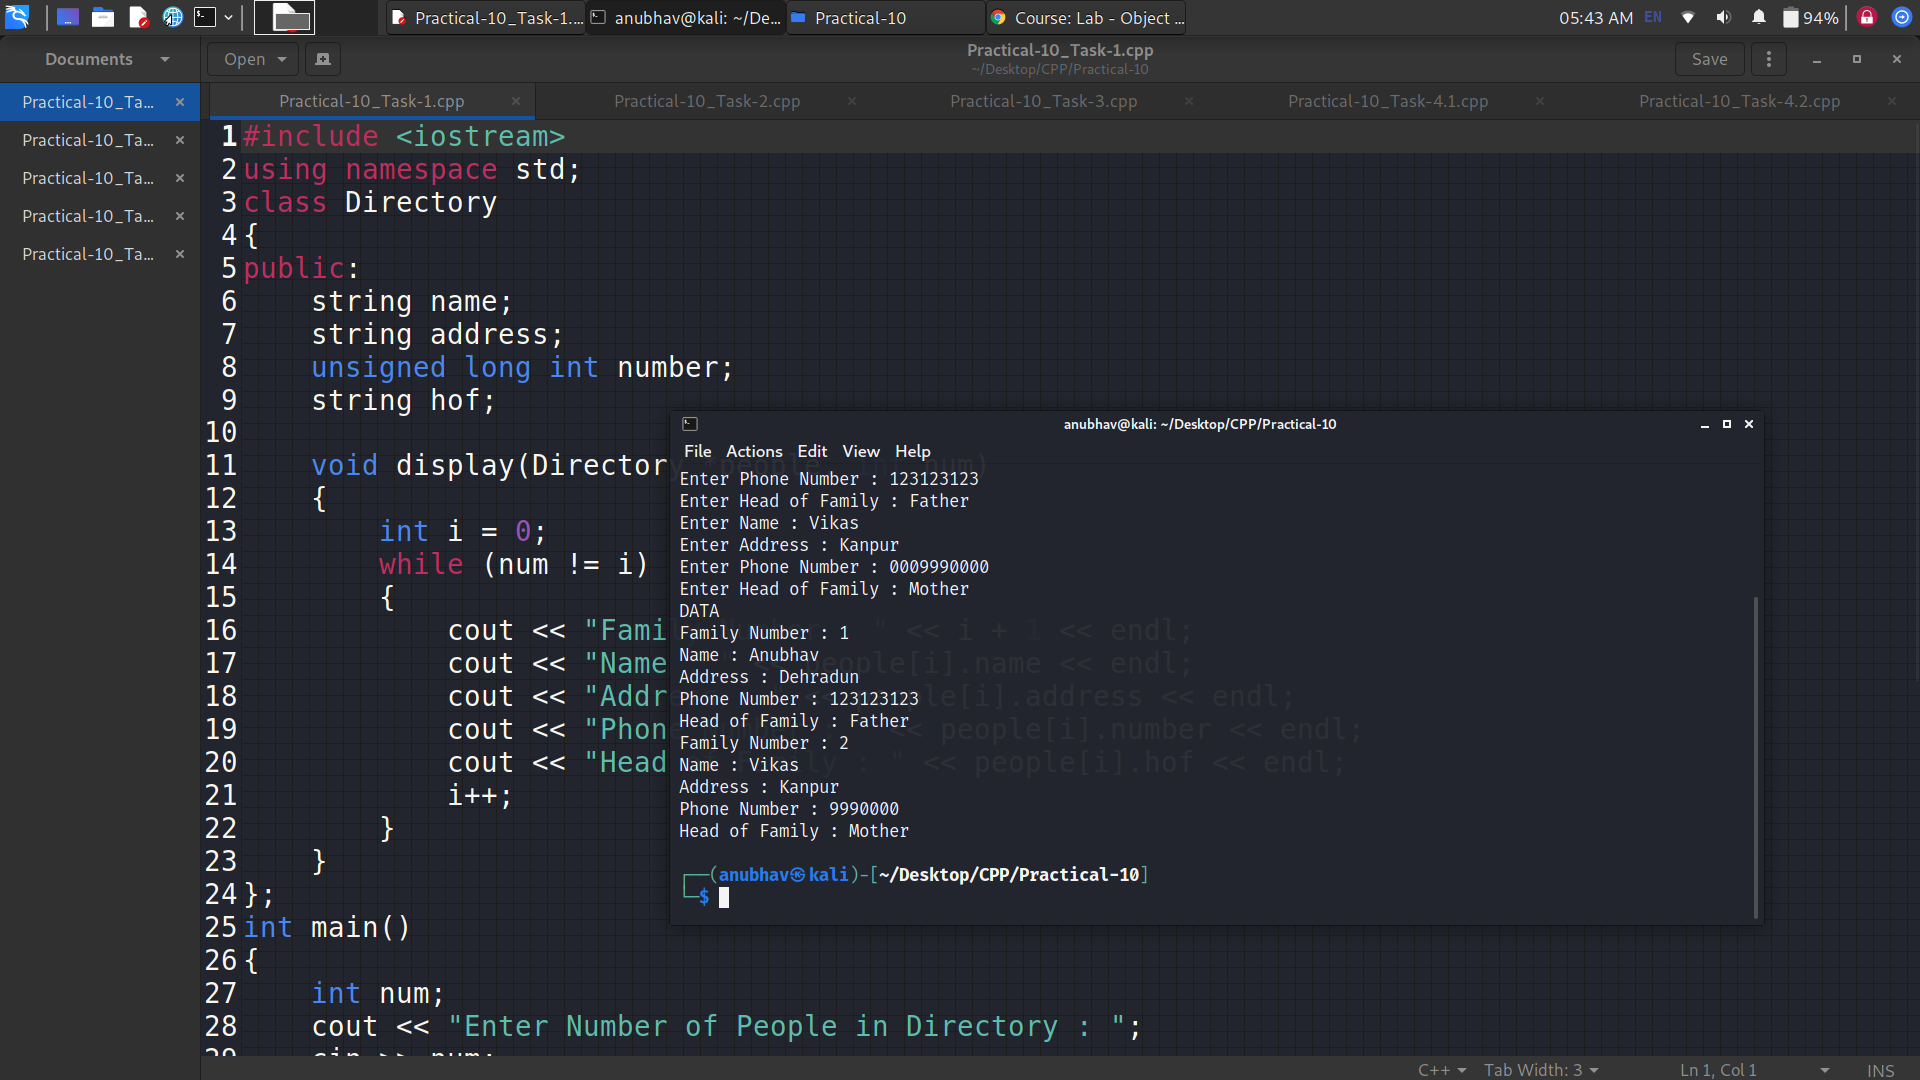 Practical-10_Task-1....
anubhav@kali: ~/De...
Practical-10
Course: Lab - Object ...
05:43 AM
EN
94%
Documents
Open
Practical-10_Task-1.cpp
~/Desktop/CPP/Practical-10
Save
Practical-10_Ta...
Practical-10_Ta...
Practical-10_Ta...
Practical-10_Ta...
Practical-10_Ta...
Practical-10_Task-1.cpp
Practical-10_Task-2.cpp
Practical-10_Task-3.cpp
Practical-10_Task-4.1.cpp
Practical-10_Task-4.2.cpp
1 #include <iostream>
2 using namespace std;
3 class Directory
4 {
5 public:
6 string name;
7 string address;
8 unsigned long int number;
9 string hof;
10
11 void display(Directory *people, int num)
12 {
13 int i = 0;
14 while (num != i)
15 {
16 cout << "Fami " << i + 1 << endl;
17 cout << "Name " << people[i].name << endl;
18 cout << "Addr << people[i].address << endl;
19 cout << "Phon << people[i].number << endl;
20 cout << "Head y : " << people[i].hof << endl;
21 i++;
22 }
23 }
24 };
25 int main()
26 {
27 int num;
28 cout << "Enter Number of People in Directory : ";
29 cin >> num;
anubhav@kali: ~/Desktop/CPP/Practical-10
File Actions Edit View Help
Enter Phone Number : 123123123
Enter Head of Family : Father
Enter Name : Vikas
Enter Address : Kanpur
Enter Phone Number : 0009990000
Enter Head of Family : Mother
DATA
Family Number : 1
Name : Anubhav
Address : Dehradun
Phone Number : 123123123
Head of Family : Father
Family Number : 2
Name : Vikas
Address : Kanpur
Phone Number : 9990000
Head of Family : Mother
┌──(anubhav㉿kali)-[~/Desktop/CPP/Practical-10]
└─$
C++
Tab Width: 3
Ln 1, Col 1
INS